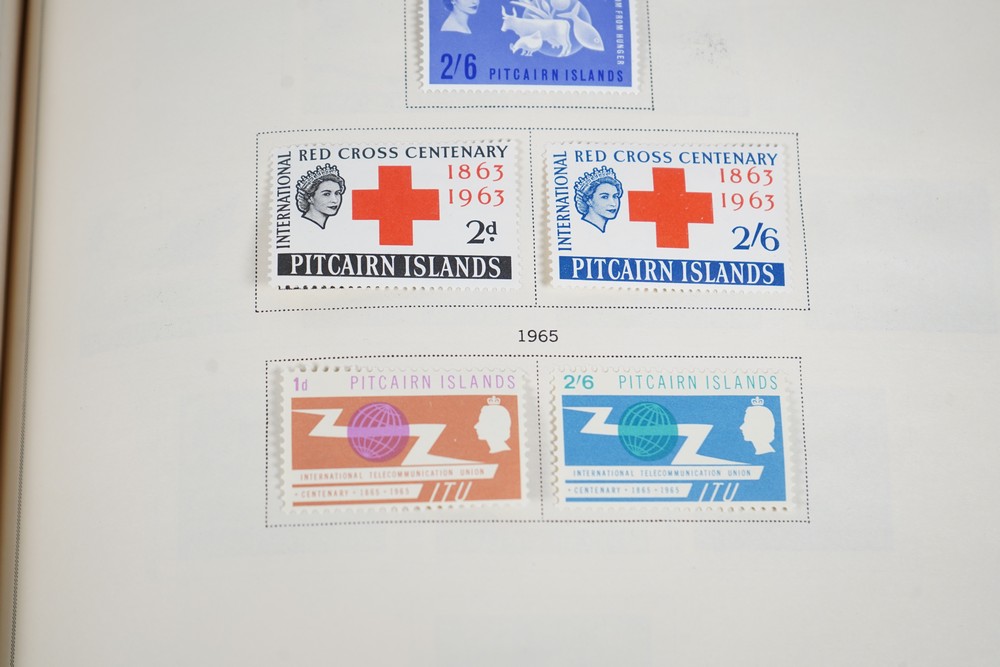 FROM HUNGER
2/6 PITCAIRN ISLANDS
INTERNATIONAL
RED CROSS CENTENARY
1863
1963
2d
PITCAIRN ISLANDS
INTERNATIONAL
RED CROSS CENTENARY
1863
1963
2/6
PITCAIRN ISLANDS
1965
1d PITCAIRN ISLANDS
INTERNATIONAL TELECOMMUNICATION UNION
CENTENARY • 1865 • 1965 ITU
2/6 PITCAIRN ISLANDS
INTERNATIONAL TELECOMMUNICATION UNION
CENTENARY • 1865 • 1965 ITU